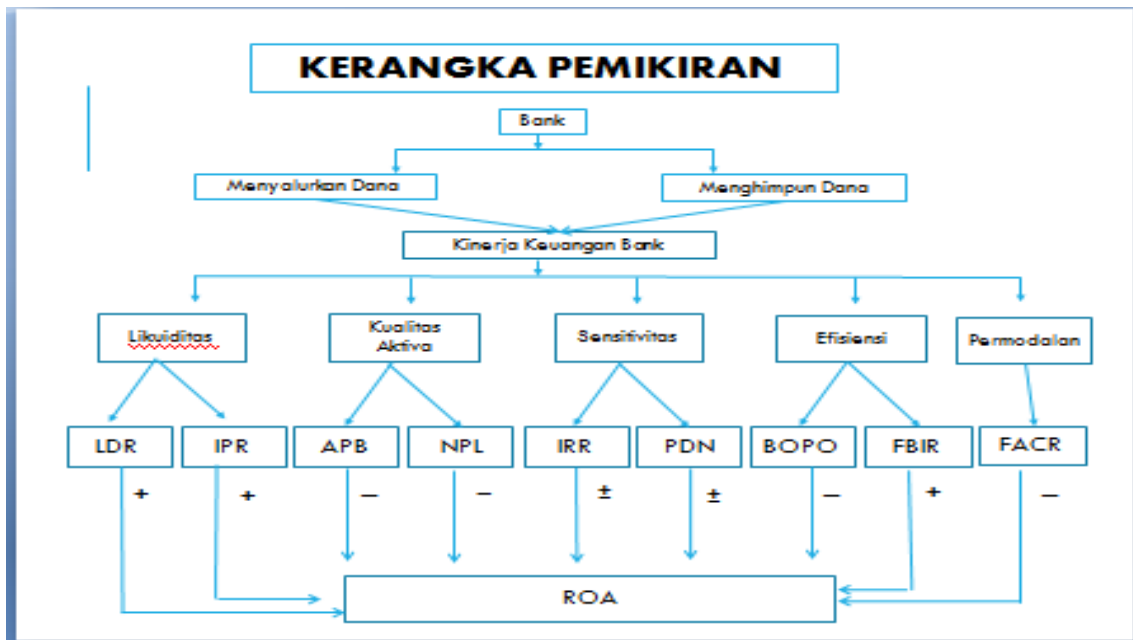 KERANGKA PEMIKIRAN
Bank
Menyalurkan Dana
Menghimpun Dana
Kinerja Keuangan Bank
Likuiditas
Kualitas
Aktiva
Sensitivitas
Efisiensi
Permodalan
LDR
IPR
APB
NPL
IRR
PDN
BOPO
FBIR
FACR
+
+
–
–
±
±
–
+
–
ROA